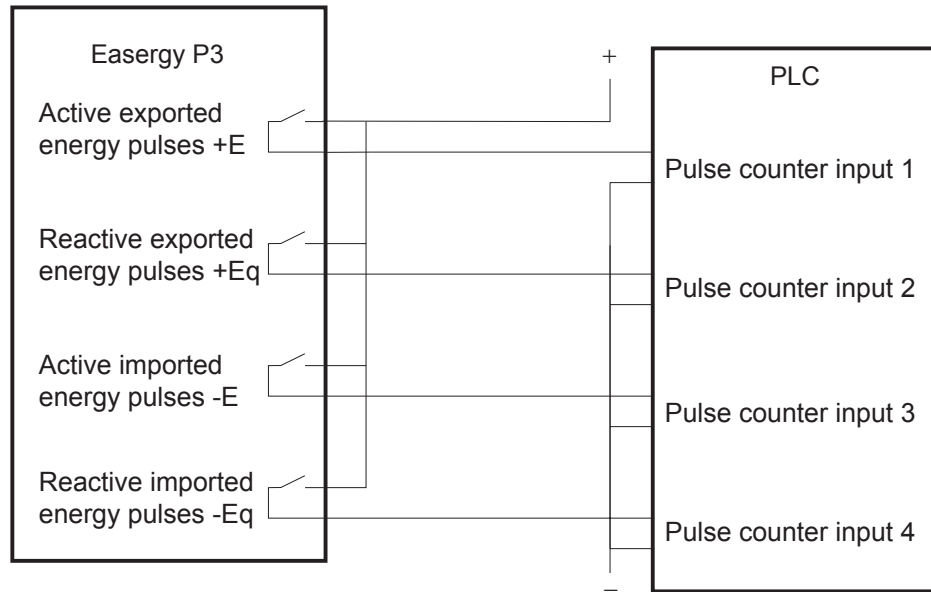 Easergy P3
Active exported
energy pulses +E
Reactive exported
energy pulses +Eq
Active imported
energy pulses -E
Reactive imported
energy pulses -Eq
+
−
PLC
Pulse counter input 1
Pulse counter input 2
Pulse counter input 3
Pulse counter input 4